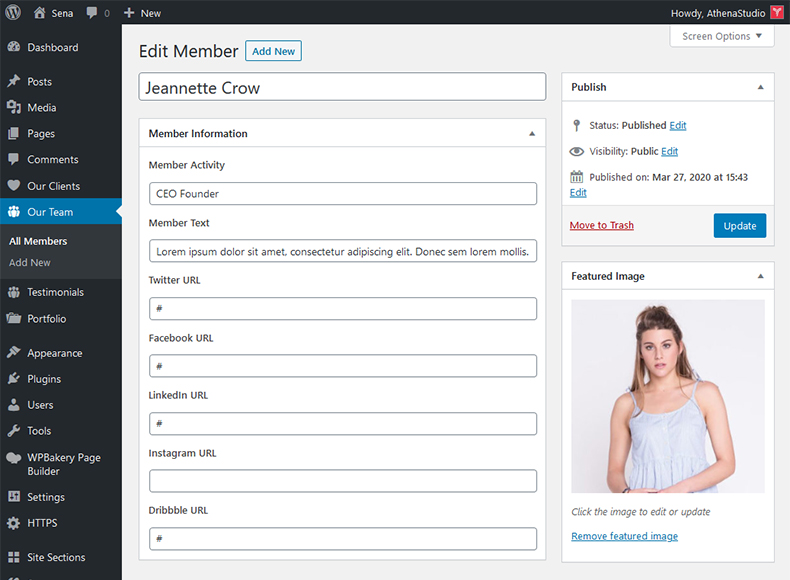 Sena 0 New Howdy, AthenaStudio
Screen Options
Dashboard
Posts
Media
Pages
Comments
Our Clients
Our Team
All Members
Add New
Testimonials
Portfolio
Appearance
Plugins
Users
Tools
WPBakery Page
Builder
Settings
HTTPS
Site Sections
Edit Member Add New
Jeannette Crow
Member Information
Member Activity
CEO Founder
Member Text
Lorem ipsum dolor sit amet, consectetur adipiscing elit. Donec sem lorem mollis.
Twitter URL
#
Facebook URL
#
LinkedIn URL
#
Instagram URL
Dribbble URL
#
Publish
Status: Published Edit
Visibility: Public Edit
Published on: Mar 27, 2020 at 15:43
Edit
Move to Trash Update
Featured Image
Click the image to edit or update
Remove featured image